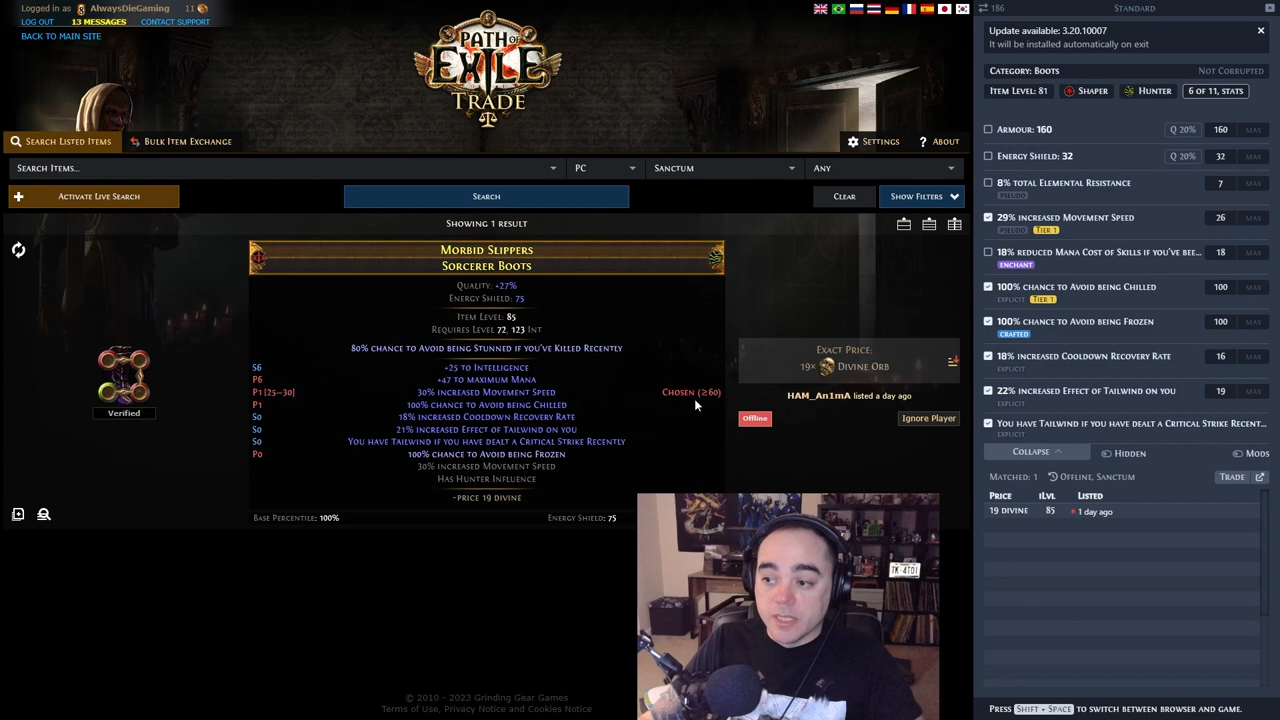 Logged in as AlwaysDieGaming 11
LOG OUT 13 MESSAGES CONTACT SUPPORT
BACK TO MAIN SITE
PATH OF
EXILE
TRADE
Search Listed Items
Bulk Item Exchange
Settings
? About
Search Items...
PC
Sanctum
Any
Activate Live Search
Search
Clear
Show Filters
Showing 1 result
Morbid Slippers
Sorcerer Boots
Quality: +27%
Energy Shield: 75
Item Level: 85
Requires Level 72, 123 Int
80% chance to Avoid being Stunned if you've Killed Recently
S6 +25 to Intelligence
P6 +47 to maximum Mana
P1 [25—30] 30% increased Movement Speed Chosen (≥60)
P1 100% chance to Avoid being Chilled
So 18% increased Cooldown Recovery Rate
So 21% increased Effect of Tailwind on you
So You have Tailwind if you have dealt a Critical Strike Recently
Po 100% chance to Avoid being Frozen
30% increased Movement Speed
Has Hunter Influence
~price 19 divine
Base Percentile: 100%
Energy Shield: 75
Verified
Exact Price:
19× Divine Orb
HAM_An1mA listed a day ago
Offline
Ignore Player
TK-4701
© 2010 - 2023 Grinding Gear Games
Terms of Use, Privacy Notice and Cookies Notice
186
Standard
Update available: 3.20.10007
It will be installed automatically on exit
Category: Boots
Not Corrupted
Item Level: 81
Shaper
Hunter
6 of 11, stats
Armour: 160 Q 20% 160 MAX
Energy Shield: 32 Q 20% 32 MAX
8% total Elemental Resistance 7 MAX
Pseudo
29% increased Movement Speed 26 MAX
Pseudo Tier 1
18% reduced Mana Cost of Skills if you've bee... 18 MAX
Enchant
100% chance to Avoid being Chilled 100 MAX
Explicit Tier 1
100% chance to Avoid being Frozen 100 MAX
Crafted
18% increased Cooldown Recovery Rate 16 MAX
Explicit
22% increased Effect of Tailwind on you 19 MAX
Explicit
You have Tailwind if you have dealt a Critical Strike Recent...
Explicit
Collapse
Hidden
Mods
Matched: 1
Offline, Sanctum
Trade
Price iLvl Listed
19 divine 85 1 day ago
Press Shift + Space to switch between browser and game.